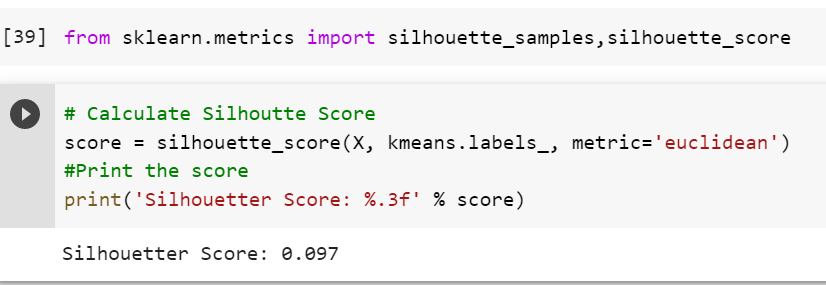 [39] from sklearn.metrics import silhouette_samples,silhouette_score
# Calculate Silhoutte Score
score = silhouette_score(X, kmeans.labels_, metric='euclidean')
#Print the score
print('Silhouetter Score: %.3f' % score)
Silhouetter Score: 0.097